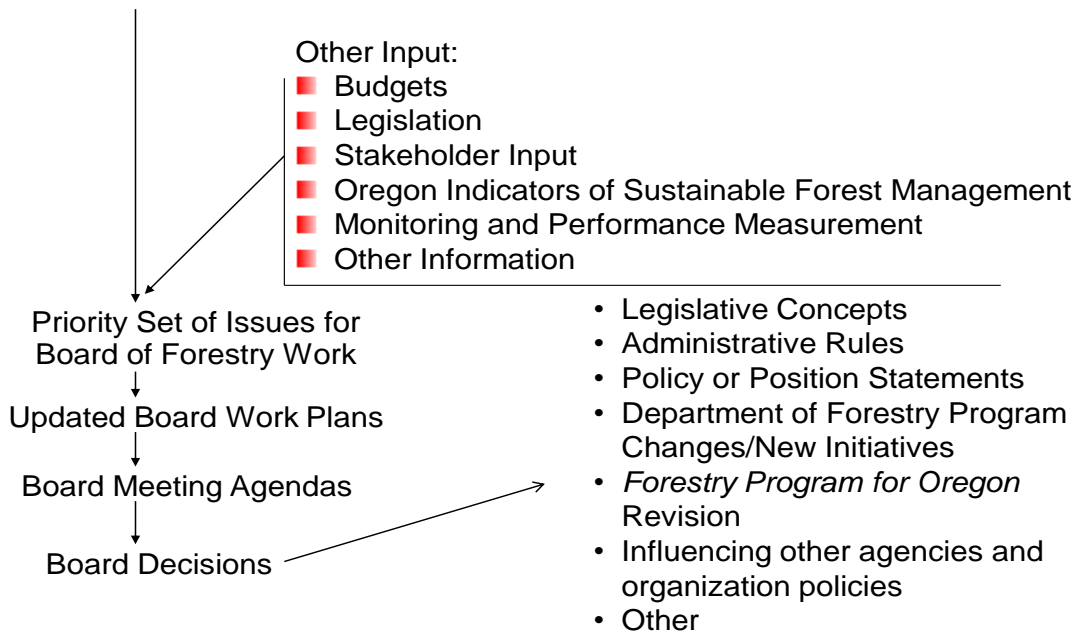 Other Input:
Budgets
Legislation
Stakeholder Input
Oregon Indicators of Sustainable Forest Management
Monitoring and Performance Measurement
Other Information
Priority Set of Issues for
Board of Forestry Work
Updated Board Work Plans
Board Meeting Agendas
Board Decisions
• Legislative Concepts
• Administrative Rules
• Policy or Position Statements
• Department of Forestry Program
Changes/New Initiatives
• Forestry Program for Oregon
Revision
• Influencing other agencies and
organization policies
• Other